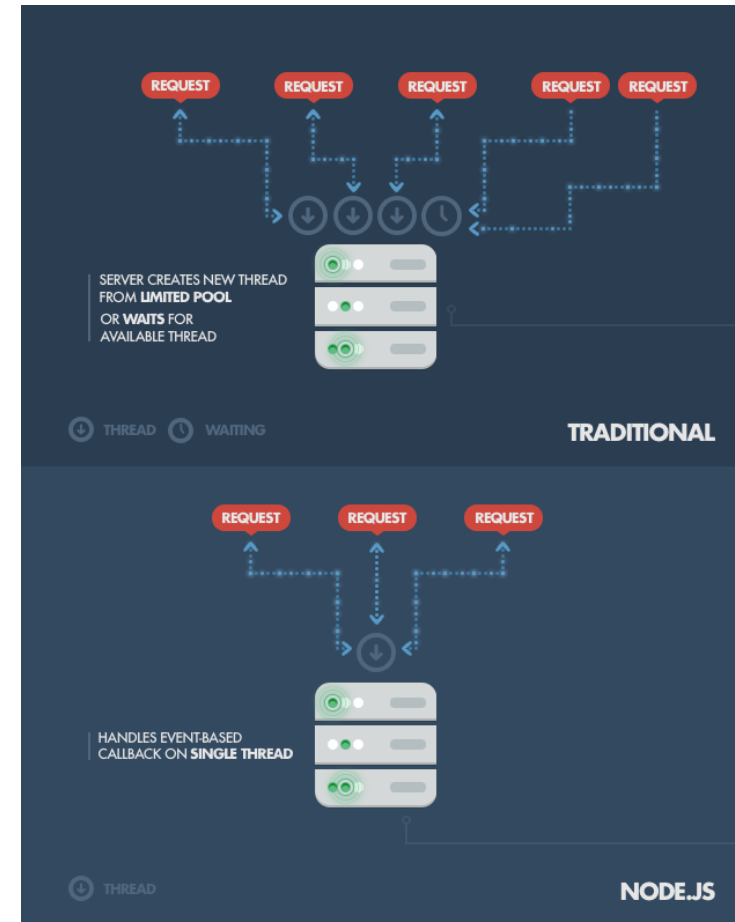 REQUEST REQUEST REQUEST REQUEST REQUEST
SERVER CREATES NEW THREAD
FROM LIMITED POOL
OR WAITS FOR
AVAILABLE THREAD
THREAD WAITING
TRADITIONAL
REQUEST REQUEST REQUEST
HANDLES EVENT-BASED
CALLBACK ON SINGLE THREAD
THREAD
NODE.JS